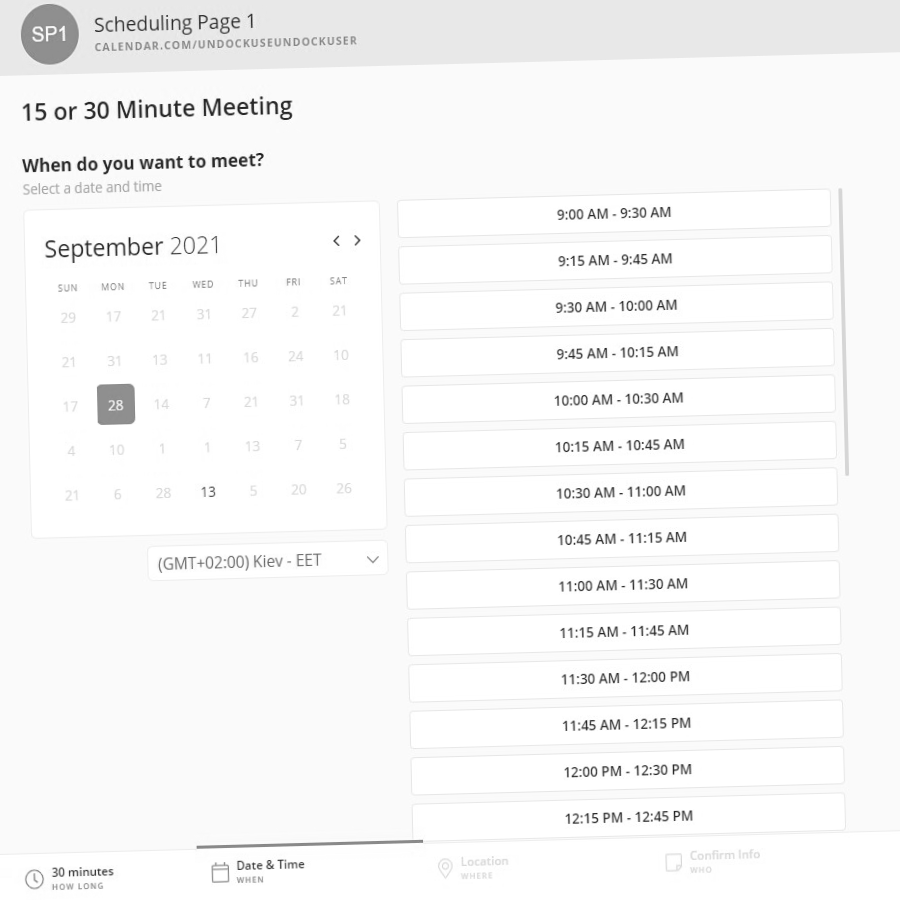 SP1
Scheduling Page 1
CALENDAR.COM/UNDOCKUSEUNDOCKUSER
15 or 30 Minute Meeting
When do you want to meet?
Select a date and time
September 2021
SUN MON TUE WED THU FRI SAT
29 17 21 31 27 2 21
21 31 13 11 16 24 10
17 28 14 7 21 31 18
4 10 1 1 13 7 5
21 6 28 13 5 20 26
(GMT+02:00) Kiev - EET
9:00 AM - 9:30 AM
9:15 AM - 9:45 AM
9:30 AM - 10:00 AM
9:45 AM - 10:15 AM
10:00 AM - 10:30 AM
10:15 AM - 10:45 AM
10:30 AM - 11:00 AM
10:45 AM - 11:15 AM
11:00 AM - 11:30 AM
11:15 AM - 11:45 AM
11:30 AM - 12:00 PM
11:45 AM - 12:15 PM
12:00 PM - 12:30 PM
12:15 PM - 12:45 PM
30 minutes
HOW LONG
Date & Time
WHEN
Location
WHERE
Confirm Info
WHO